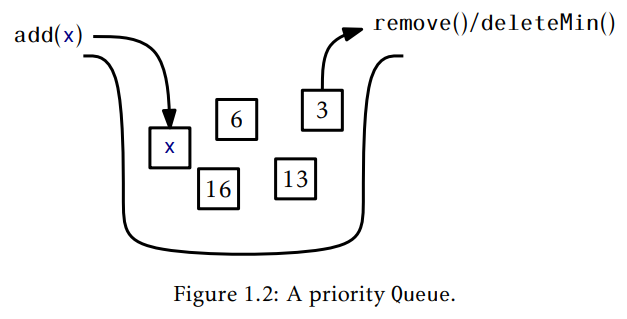 add(x)
remove()/deleteMin()
6
3
x
16
13
Figure 1.2: A priority Queue.